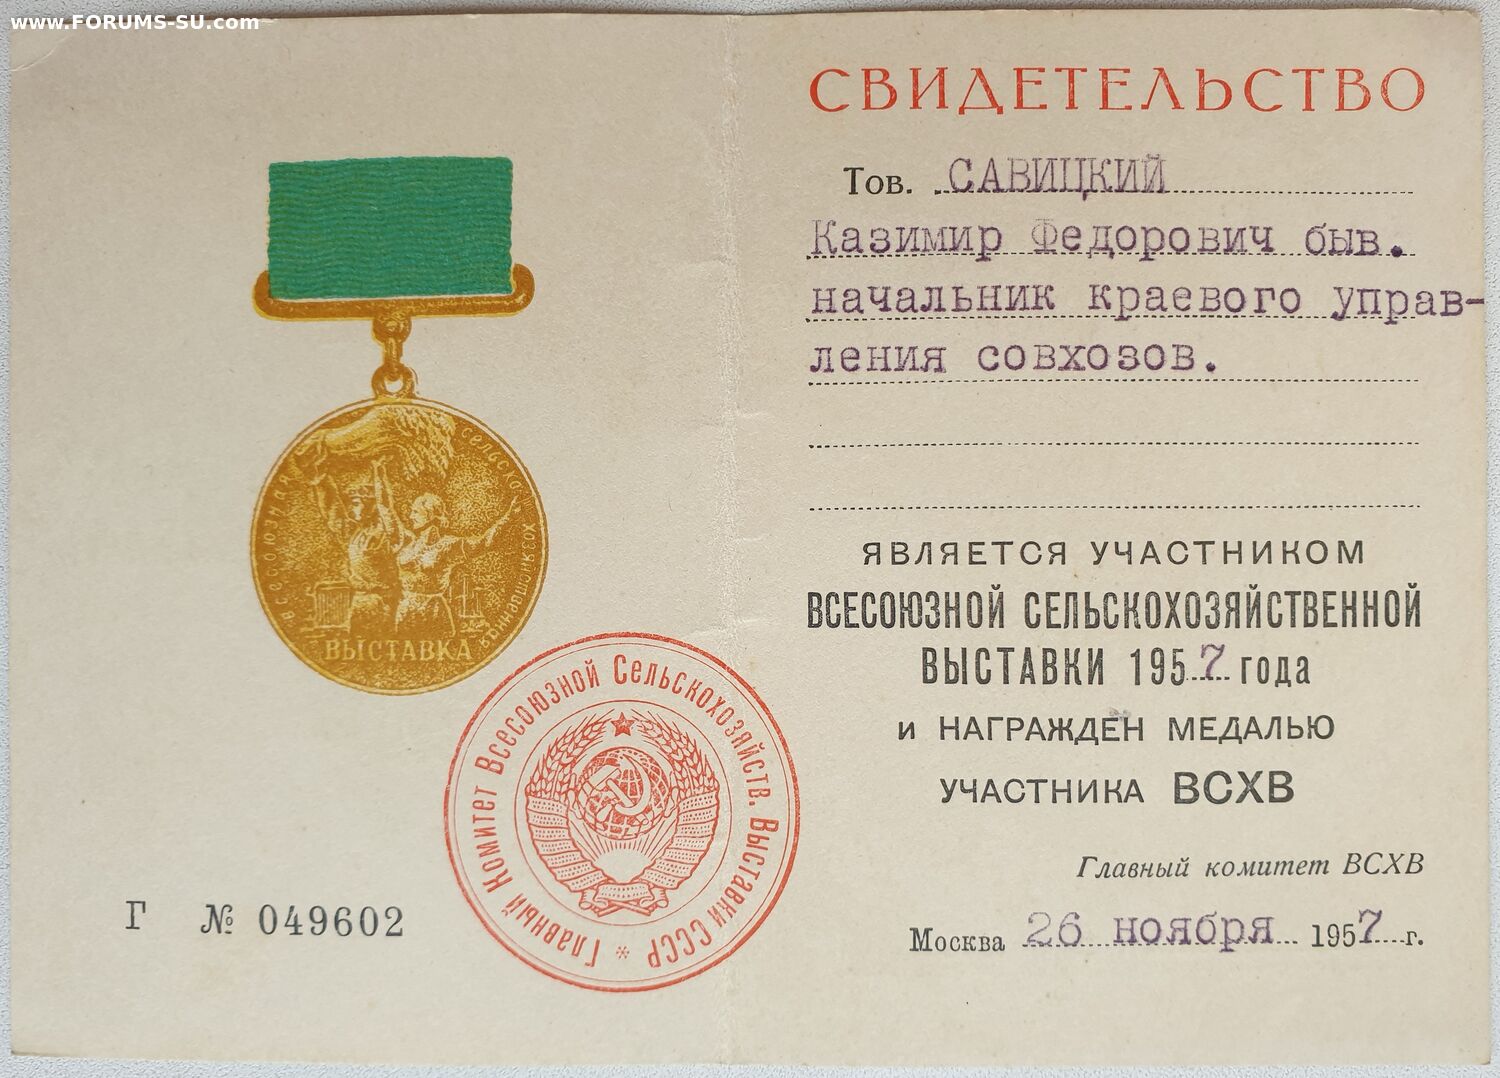 www.FORUMS-SU.com
всесоюзная сельскохозяйственная
ВЫСТАВКА
Главный Комитет Всесоюзной Сельскохозяйств. Выставки СССР *
Г № 049602
СВИДЕТЕЛЬСТВО
Тов. САВИЦКИЙ
Казимир Федорович быв.
начальник краевого управ-
ления совхозов.
ЯВЛЯЕТСЯ УЧАСТНИКОМ
ВСЕСОЮЗНОЙ СЕЛЬСКОХОЗЯЙСТВЕННОЙ
ВЫСТАВКИ 1957 года
и НАГРАЖДЕН МЕДАЛЬЮ
УЧАСТНИКА ВСХВ
Главный комитет ВСХВ
Москва 26 ноября 1957 г.